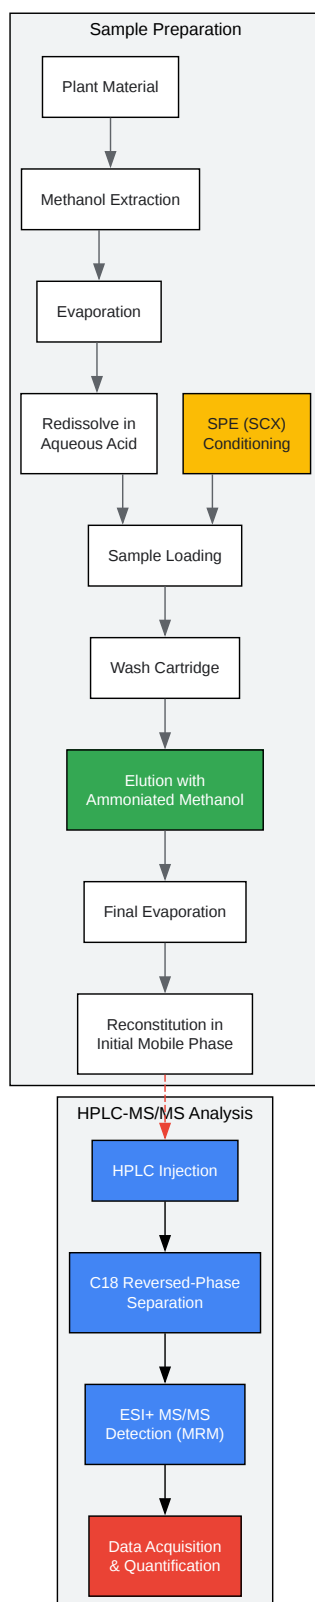 Sample Preparation
Plant Material
Methanol Extraction
Evaporation
Redissolve in
Aqueous Acid
SPE (SCX)
Conditioning
Sample Loading
Wash Cartridge
Elution with
Ammoniated Methanol
Final Evaporation
Reconstitution in
Initial Mobile Phase
HPLC-MS/MS Analysis
HPLC Injection
C18 Reversed-Phase
Separation
ESI+ MS/MS
Detection (MRM)
Data Acquisition
& Quantification